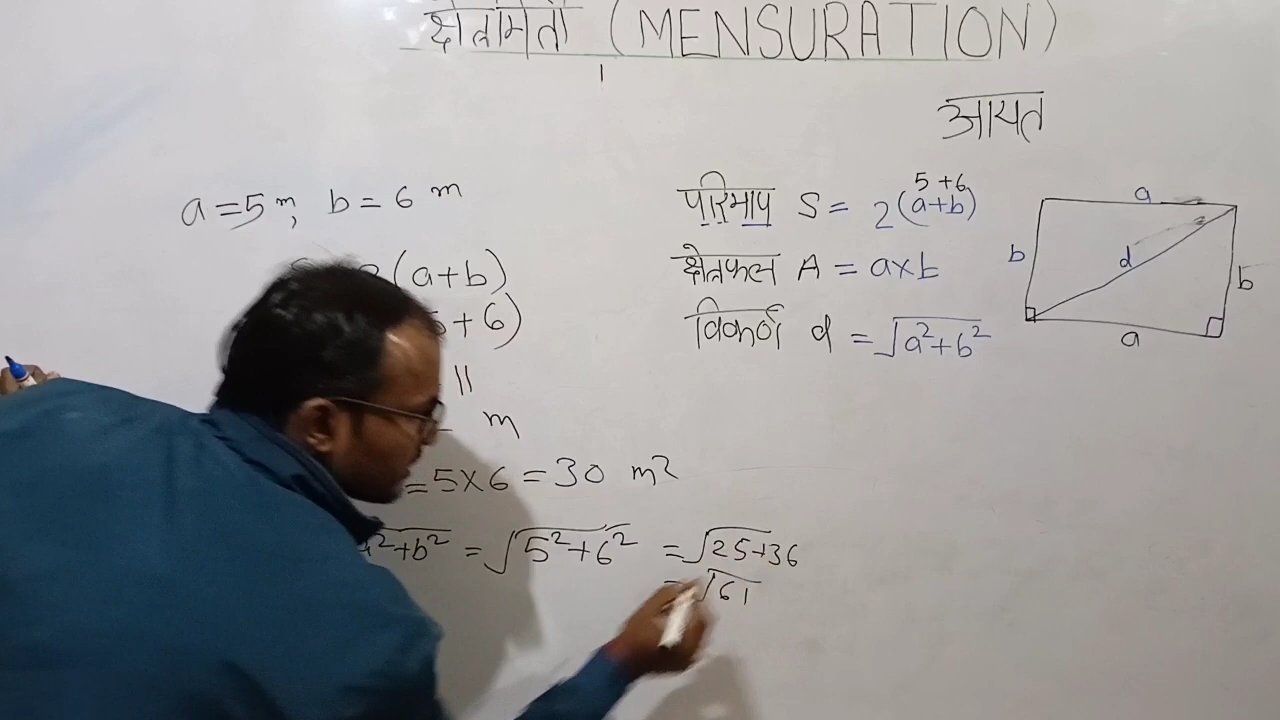 क्षेत्रमिती (MENSURATION)
आयत
a = 5 m, b = 6 m
(a+b)
+ 6)
11
m
= 5 × 6 = 30 m²
a²+b² = √5²+6² = √25+36
= √61
5 + 6
परिमाप S = 2(a+b)
क्षेत्रफल A = a×b
विकर्ण d = √a²+b²
a
b
d
b
a